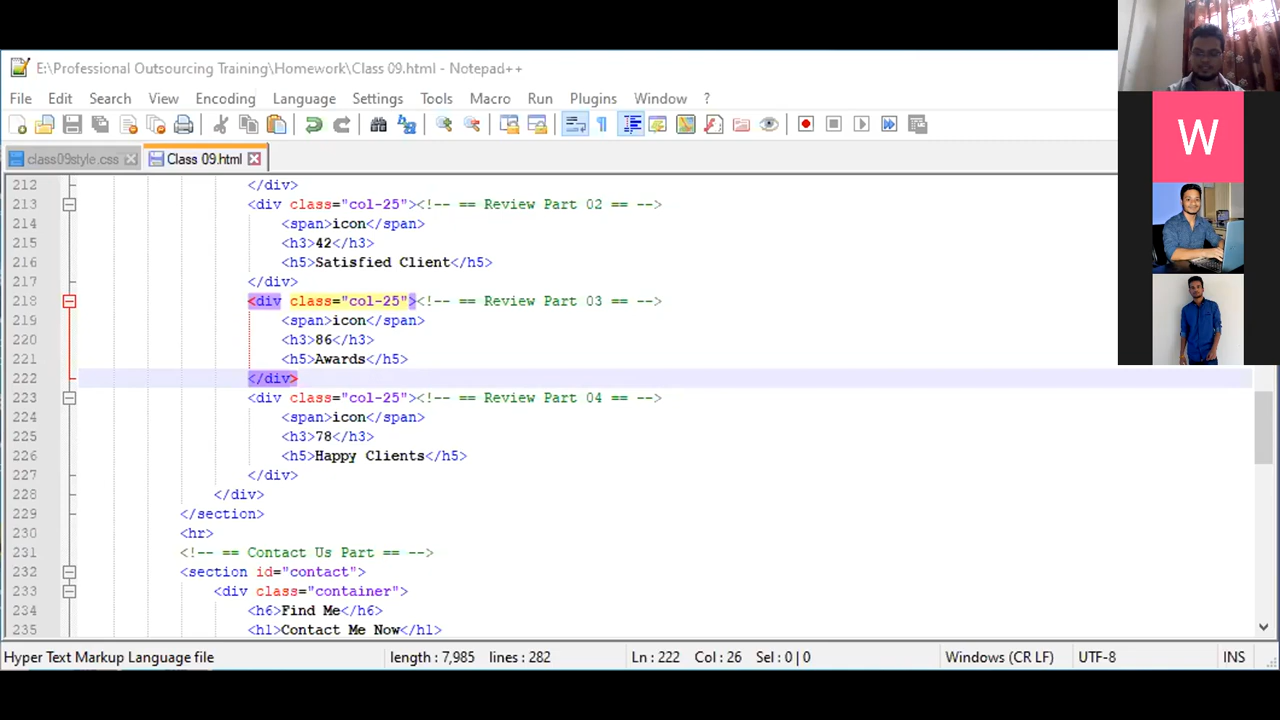 E:\Professional Outsourcing Training\Homework\Class 09.html - Notepad++
File Edit Search View Encoding Language Settings Tools Macro Run Plugins Window ?
class09style.css Class 09.html
212 </div>
213 <div class="col-25"><!-- == Review Part 02 == -->
214 <span>icon</span>
215 <h3>42</h3>
216 <h5>Satisfied Client</h5>
217 </div>
218 <div class="col-25"><!-- == Review Part 03 == -->
219 <span>icon</span>
220 <h3>86</h3>
221 <h5>Awards</h5>
222 </div>
223 <div class="col-25"><!-- == Review Part 04 == -->
224 <span>icon</span>
225 <h3>78</h3>
226 <h5>Happy Clients</h5>
227 </div>
228 </div>
229 </section>
230 <hr>
231 <!-- == Contact Us Part == -->
232 <section id="contact">
233 <div class="container">
234 <h6>Find Me</h6>
235 <h1>Contact Me Now</h1>
Hyper Text Markup Language file length : 7,985 lines : 282 Ln : 222 Col : 26 Sel : 0 | 0 Windows (CR LF) UTF-8 INS
W